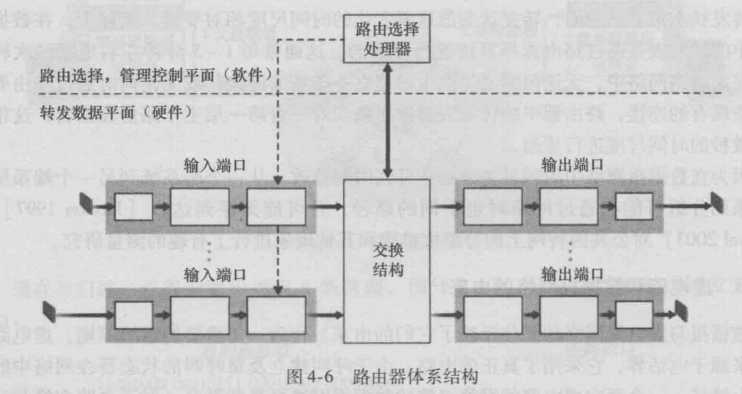 路由选择
处理器
路由选择，管理控制平面（软件）
转发数据平面（硬件）
输入端口
输出端口
交换
结构
输入端口
输出端口
图4-6 路由器体系结构